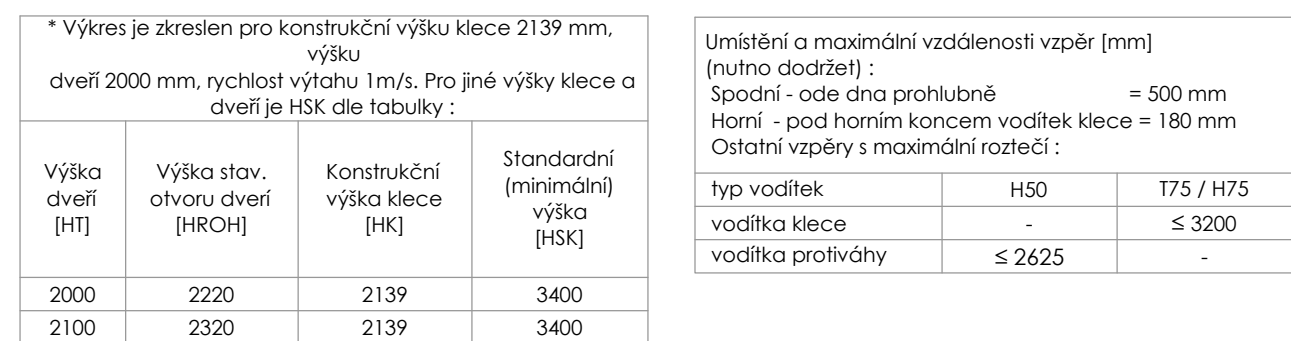 * Výkres je zkreslen pro konstrukční výšku klece 2139 mm,
výšku
dveří 2000 mm, rychlost výtahu 1m/s. Pro jiné výšky klece a
dveří je HSK dle tabulky :
Výška dveří [HT] Výška stav. otvoru dverí [HROH] Konstrukční výška klece [HK] Standardní (minimální) výška [HSK]
2000 2220 2139 3400
2100 2320 2139 3400
Umístění a maximální vzdálenosti vzpěr [mm]
(nutno dodržet) :
Spodní - ode dna prohlubně = 500 mm
Horní - pod horním koncem vodítek klece = 180 mm
Ostatní vzpěry s maximální roztečí :
typ vodítek H50 T75 / H75
vodítka klece - ≤ 3200
vodítka protiváhy ≤ 2625 -